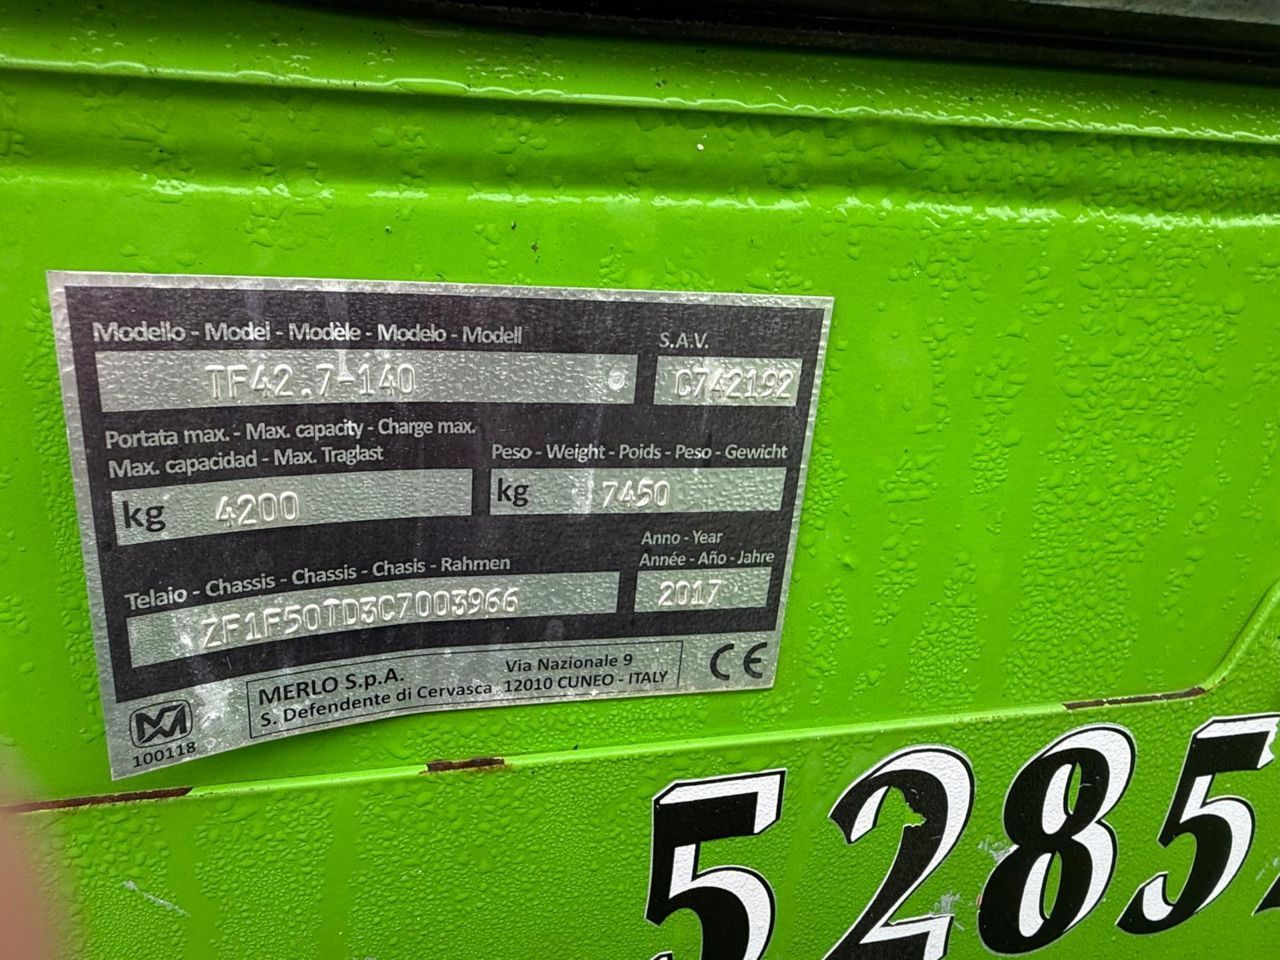 Modello - Model - Modèle - Modelo - Modell
S.A.V.
TF42.7-140
C742192
Portata max. - Max. capacity - Charge max.
Max. capacidad - Max. Traglast
Peso - Weight - Poids - Peso - Gewicht
kg 4200
kg 7450
Anno - Year
Année - Año - Jahre
Telaio - Chassis - Chassis - Chasis - Rahmen
ZF1F50TD3C7003966
2017
MERLO S.p.A.
S. Defendente di Cervasca
Via Nazionale 9
12010 CUNEO - ITALY
CE
100118
5285